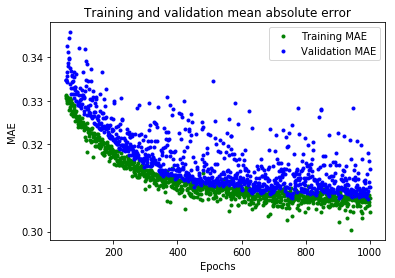 Training and validation mean absolute error
Training MAE
Validation MAE
0.34
0.33
0.32
0.31
0.30
MAE
200
400
600
800
1000
Epochs